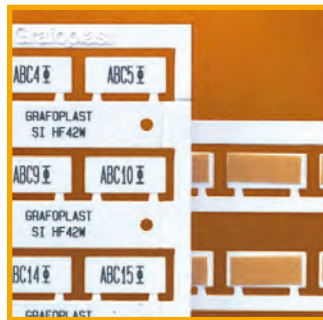 Grafoplast
ABC4 ABC5
GRAFOPLAST
SI HF42W
ABC9 ABC10
GRAFOPLAST
SI HF42W
ABC14 ABC15
GRAFOPLAST